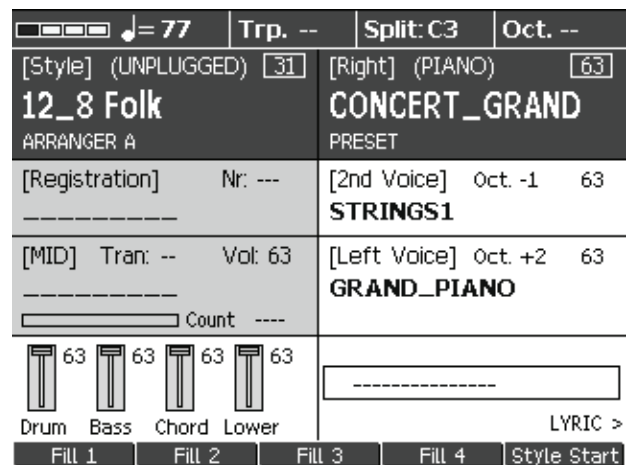 ♩= 77 Trp. -- Split: C3 Oct. --
[Style] (UNPLUGGED) 31
12_8 Folk
ARRANGER A
[Right] (PIANO) 63
CONCERT_GRAND
PRESET
[Registration] Nr: ---
__________
[2nd Voice] Oct. -1 63
STRINGS1
[MID] Tran: -- Vol: 63
__________
Count ----
[Left Voice] Oct. +2 63
GRAND_PIANO
63 63 63 63
Drum Bass Chord Lower
---------------
LYRIC >
Fill 1 Fill 2 Fill 3 Fill 4 Style Start